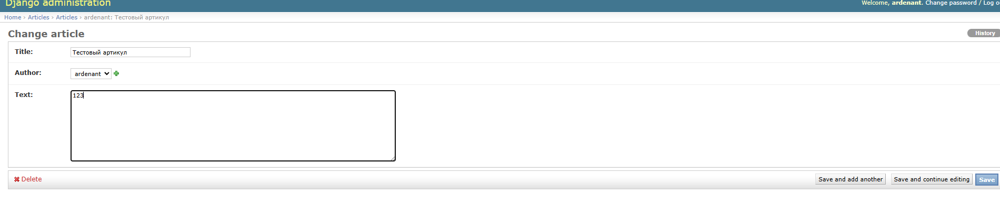 Django administration
Welcome, ardenant. Change password / Log o
Home › Articles › Articles › ardenant: Тестовый артикул
Change article
History
Title: Тестовый артикул
Author: ardenant
Text: 123
Delete
Save and add another Save and continue editing Save